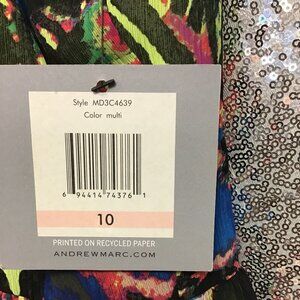 Style MD3C4639
Color multi
6 94414 74376 1
10
PRINTED ON RECYCLED PAPER
ANDREWMARC.COM